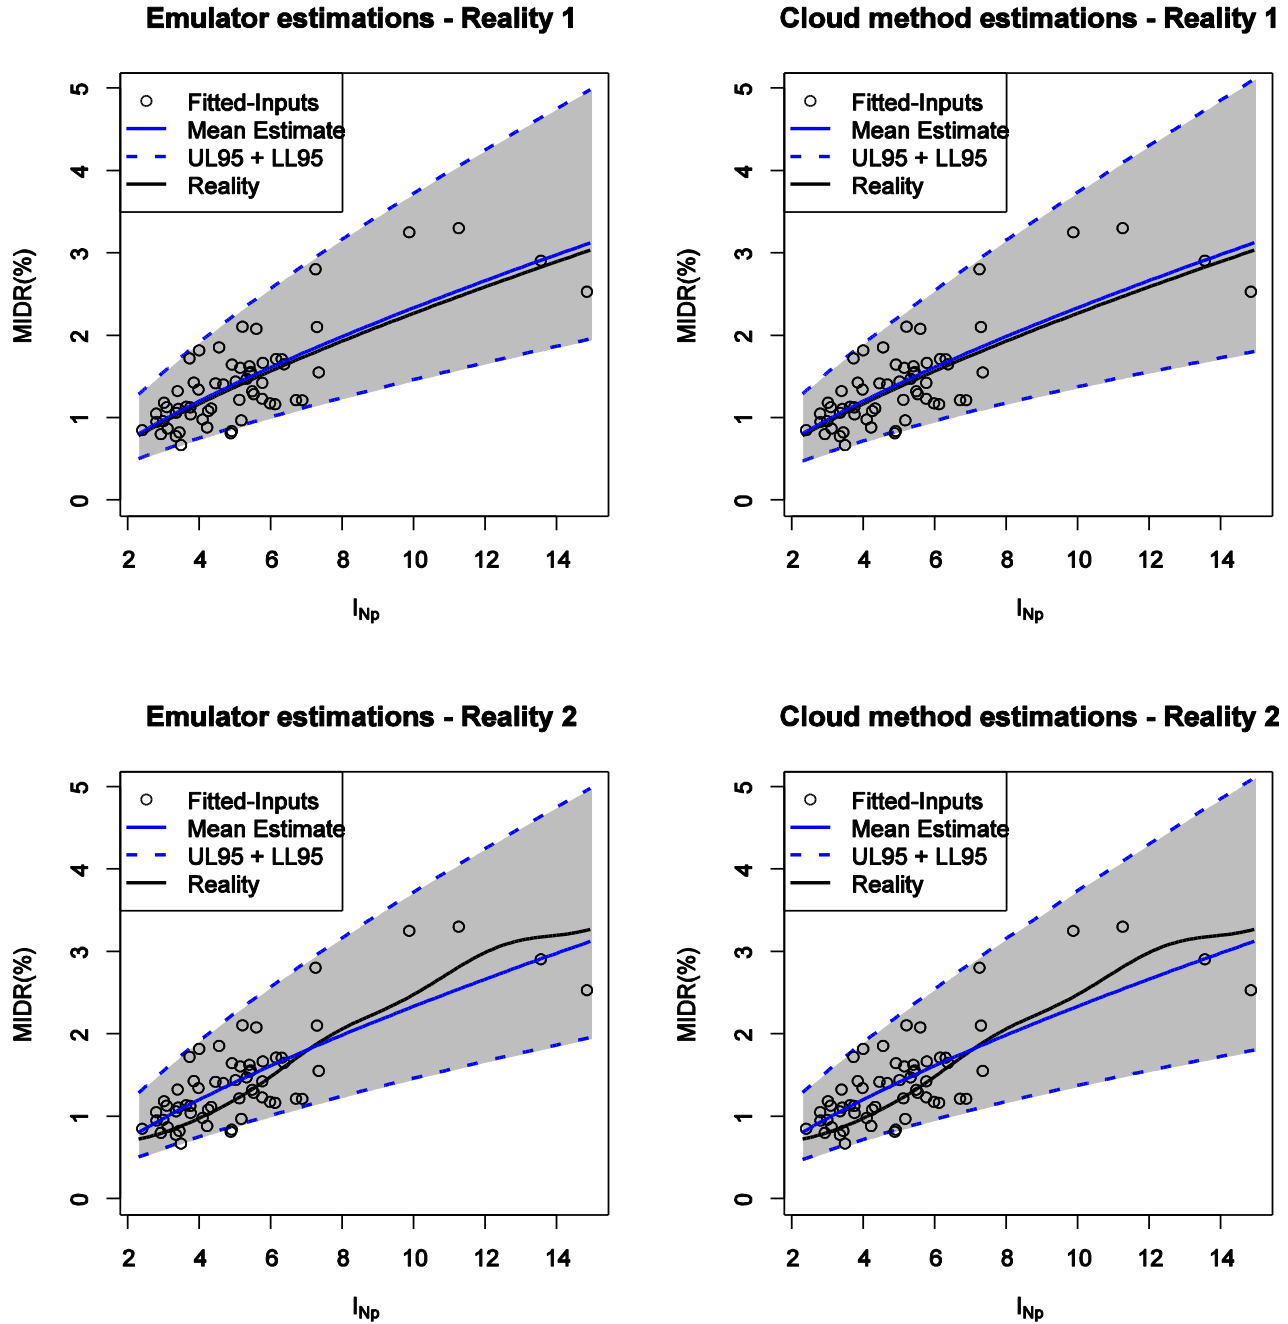 Emulator estimations - Reality 1
MIDR(%)
5
4
3
2
1
0
Fitted-Inputs
Mean Estimate
UL95 + LL95
Reality
2 4 6 8 10 12 14
I_Np
Cloud method estimations - Reality 1
MIDR(%)
5
4
3
2
1
0
Fitted-Inputs
Mean Estimate
UL95 + LL95
Reality
2 4 6 8 10 12 14
I_Np
Emulator estimations - Reality 2
MIDR(%)
5
4
3
2
1
0
Fitted-Inputs
Mean Estimate
UL95 + LL95
Reality
2 4 6 8 10 12 14
I_Np
Cloud method estimations - Reality 2
MIDR(%)
5
4
3
2
1
0
Fitted-Inputs
Mean Estimate
UL95 + LL95
Reality
2 4 6 8 10 12 14
I_Np